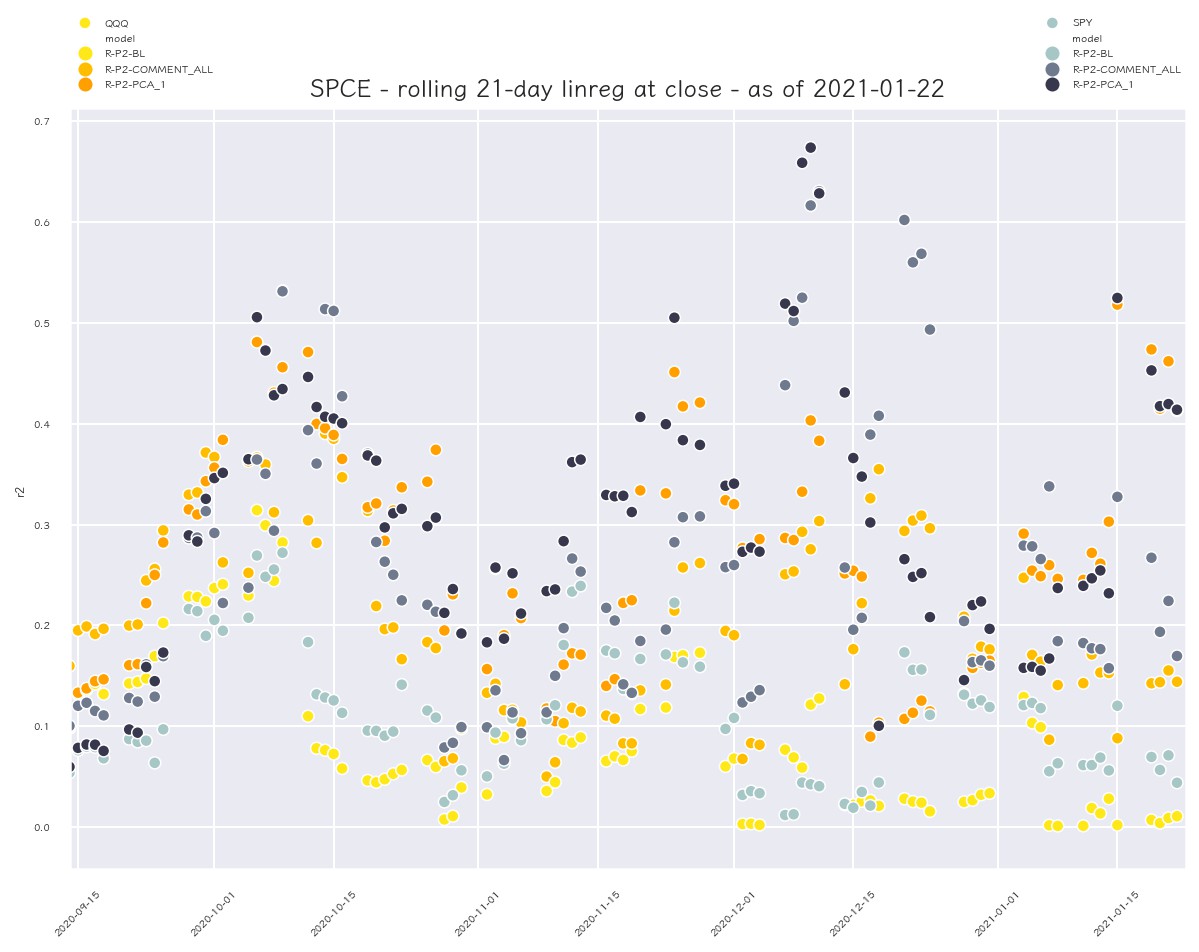 QQQ
model
R-P2-BL
R-P2-COMMENT_ALL
R-P2-PCA_1
SPY
model
R-P2-BL
R-P2-COMMENT_ALL
R-P2-PCA_1
SPCE - rolling 21-day linreg at close - as of 2021-01-22
0.7
0.6
0.5
0.4
0.3
0.2
0.1
0.0
r2
2020-09-15
2020-10-01
2020-10-15
2020-11-01
2020-11-15
2020-12-01
2020-12-15
2021-01-01
2021-01-15